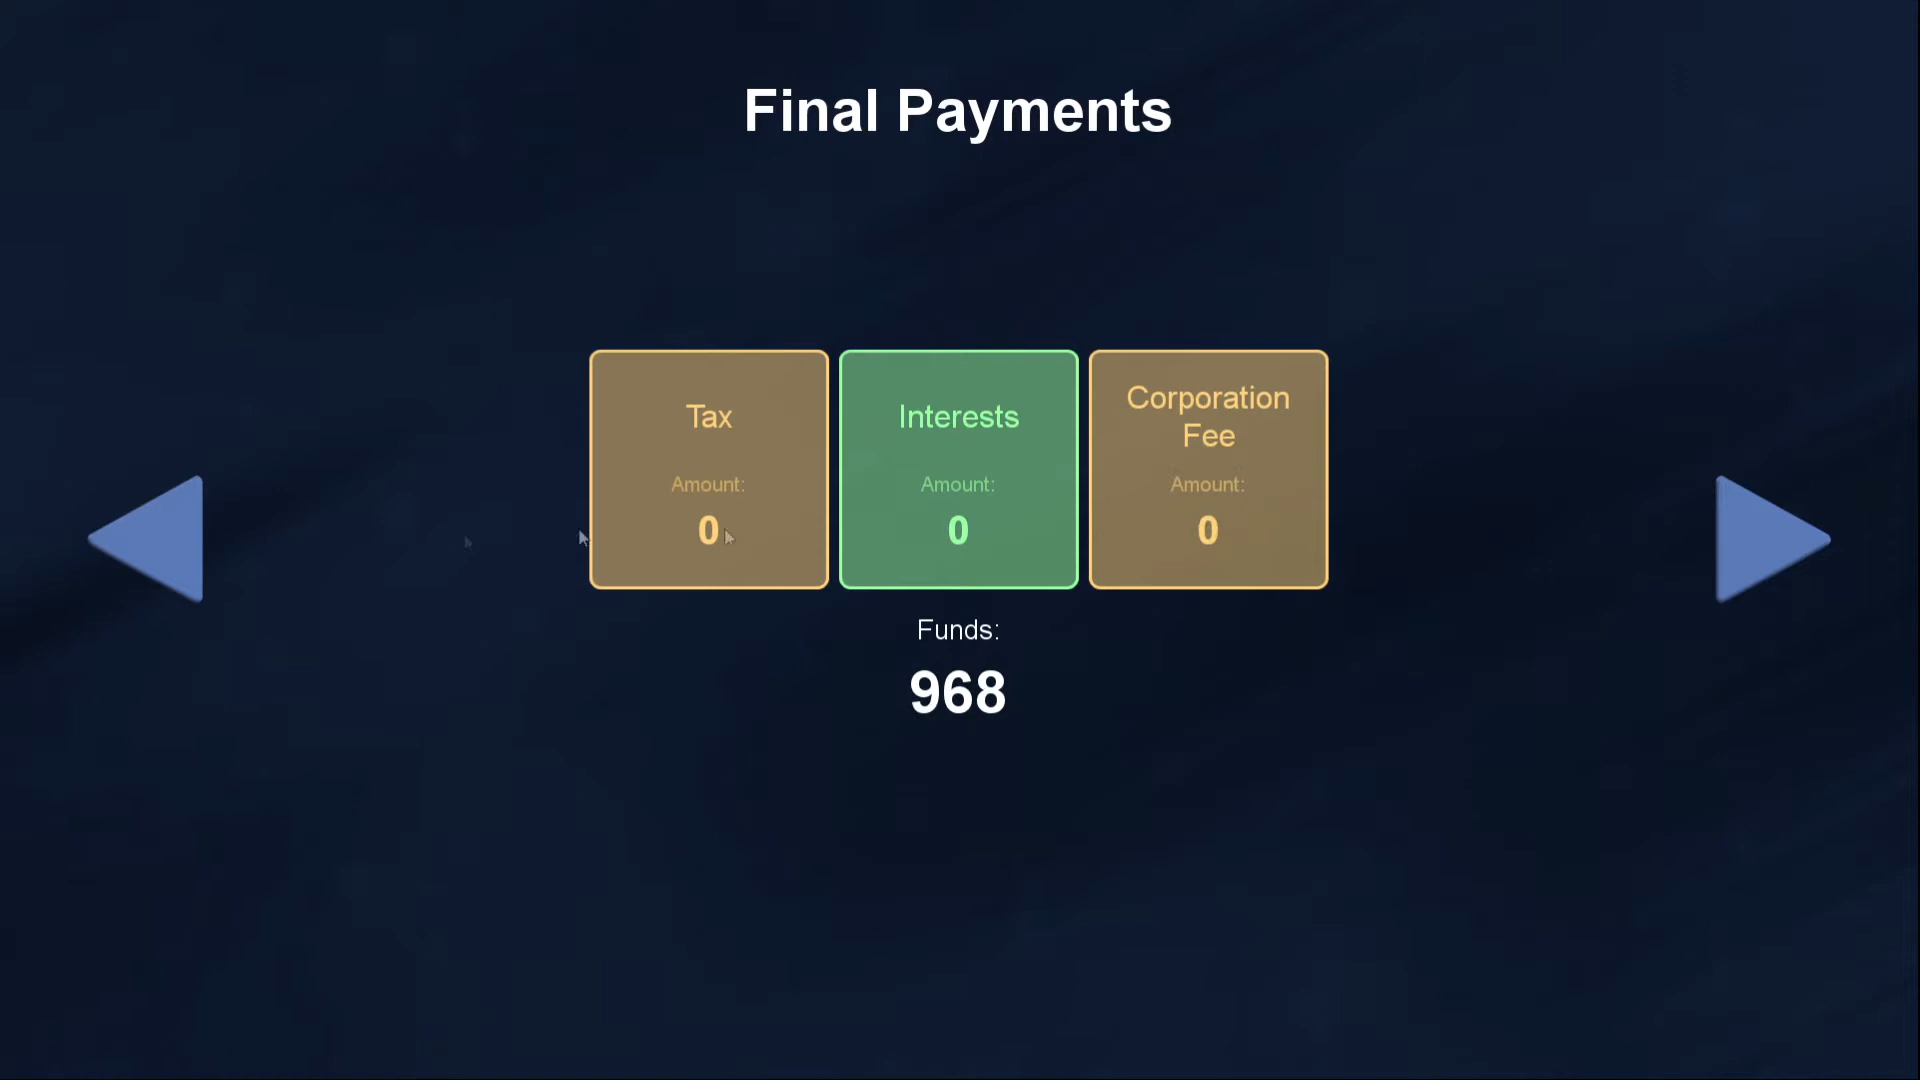 Final Payments
Tax
Interests
Corporation
Fee
Amount:
Amount:
Amount:
0
0
0
Funds:
968